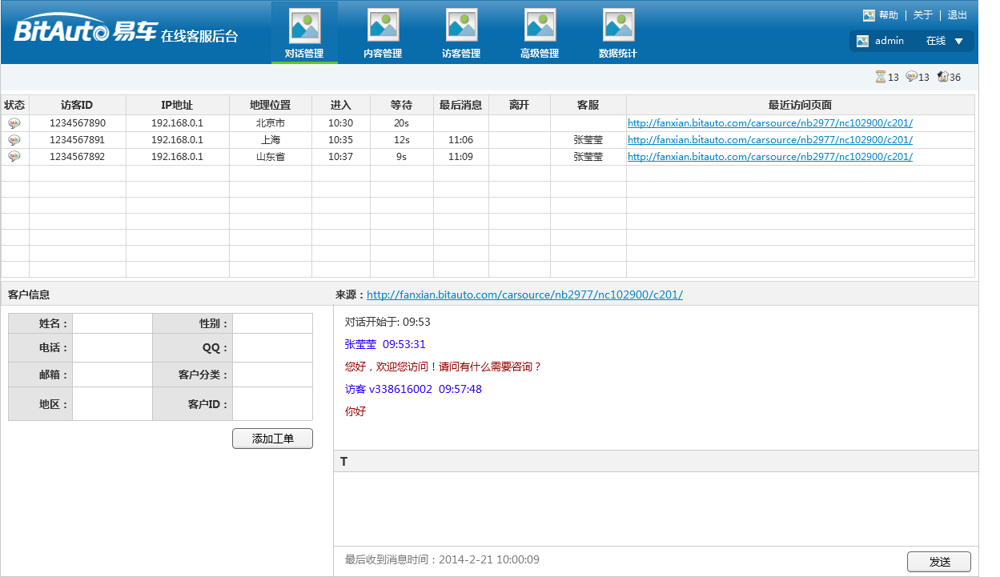 BitAuto 易车 在线客服后台
对话管理 内容管理 访客管理 高级管理 数据统计
帮助 | 关于 | 退出
admin 在线 ▼
13 13 36
状态 访客ID IP地址 地理位置 进入 等待 最后消息 离开 客服 最近访问页面
talk 1234567890 192.168.0.1 北京市 10:30 20s http://fanxian.bitauto.com/carsource/nb2977/nc102900/c201/
talk 1234567891 192.168.0.1 上海 10:35 12s 11:06 张莹莹 http://fanxian.bitauto.com/carsource/nb2977/nc102900/c201/
talk 1234567892 192.168.0.1 山东省 10:37 9s 11:09 张莹莹 http://fanxian.bitauto.com/carsource/nb2977/nc102900/c201/
客户信息
来源：http://fanxian.bitauto.com/carsource/nb2977/nc102900/c201/
姓名： 性别：
电话： QQ：
邮箱： 客户分类：
地区： 客户ID：
添加工单
对话开始于: 09:53
张莹莹 09:53:31
您好，欢迎您访问！请问有什么需要咨询？
访客 v338616002 09:57:48
你好
T
最后收到消息时间：2014-2-21 10:00:09
发送